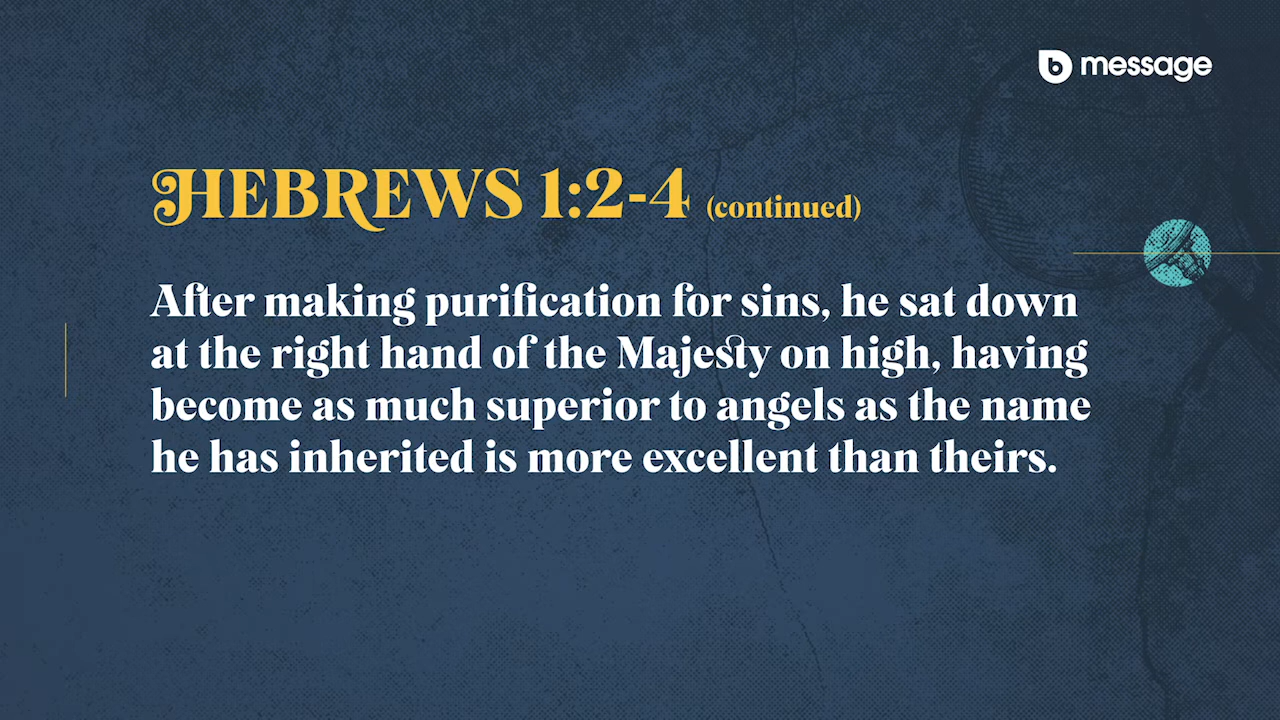 b message
HEBREWS 1:2-4 (continued)
After making purification for sins, he sat down
at the right hand of the Majesty on high, having
become as much superior to angels as the name
he has inherited is more excellent than theirs.